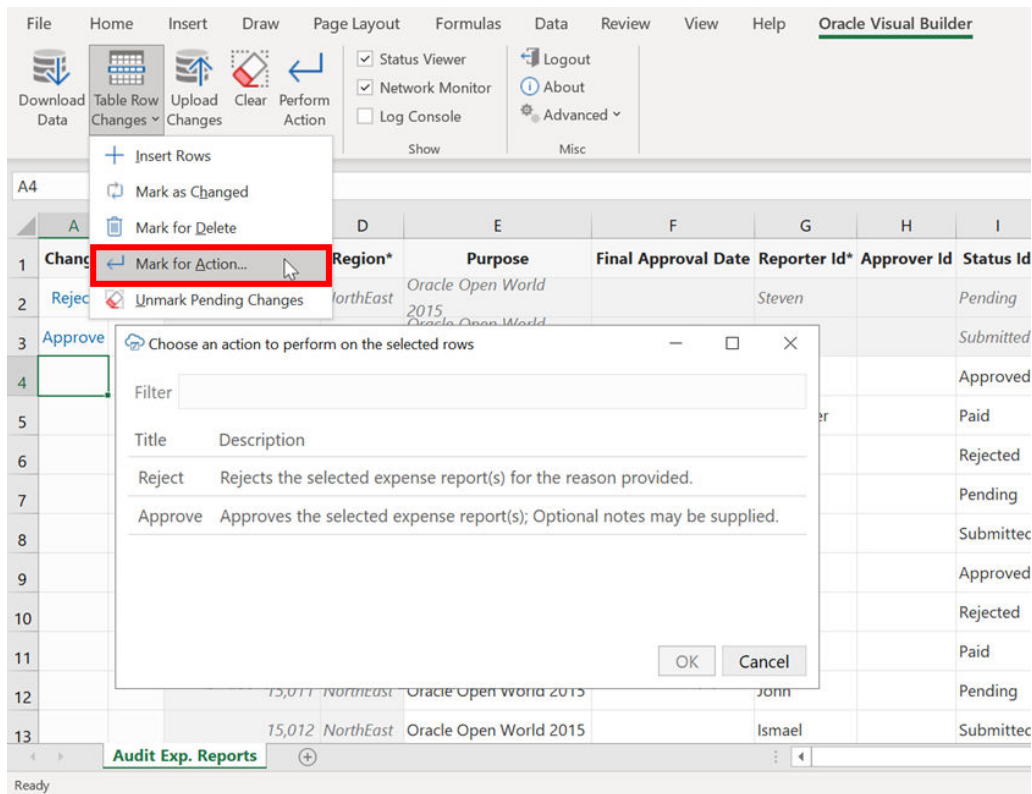 File Home Insert Draw Page Layout Formulas Data Review View Help Oracle Visual Builder
Download Data
Table Row Changes
Upload Changes
Clear
Perform Action
Status Viewer
Network Monitor
Log Console
Show
Logout
About
Advanced
Misc
Insert Rows
Mark as Changed
Mark for Delete
Mark for Action...
Unmark Pending Changes
A4
A D E F G H I
1 Chang Region* Purpose Final Approval Date Reporter Id* Approver Id Status Id
2 Rejec NorthEast Oracle Open World 2015 Steven Pending
3 Approve Oracle Open World Submitted
Choose an action to perform on the selected rows
Filter
Title Description
Reject Rejects the selected expense report(s) for the reason provided.
Approve Approves the selected expense report(s); Optional notes may be supplied.
OK Cancel
4 Approved
5 er Paid
6 Rejected
7 Pending
8 Submitted
9 Approved
10 Rejected
11 Paid
12 15,011 NorthEast Oracle Open World 2015 John Pending
13 15,012 NorthEast Oracle Open World 2015 Ismael Submitted
Audit Exp. Reports
Ready